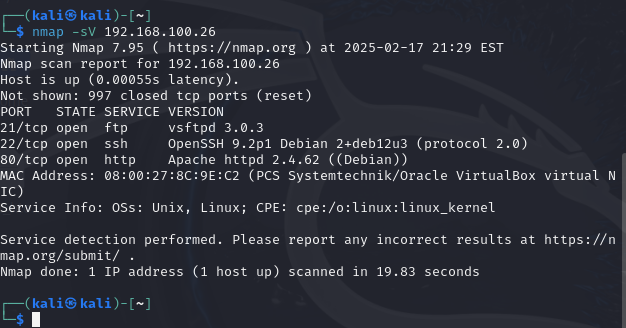 ┌──(kali㉿kali)-[~]
└─$ nmap -sV 192.168.100.26
Starting Nmap 7.95 ( https://nmap.org ) at 2025-02-17 21:29 EST
Nmap scan report for 192.168.100.26
Host is up (0.00055s latency).
Not shown: 997 closed tcp ports (reset)
PORT   STATE SERVICE VERSION
21/tcp open  ftp     vsftpd 3.0.3
22/tcp open  ssh     OpenSSH 9.2p1 Debian 2+deb12u3 (protocol 2.0)
80/tcp open  http    Apache httpd 2.4.62 ((Debian))
MAC Address: 08:00:27:8C:9E:C2 (PCS Systemtechnik/Oracle VirtualBox virtual N
IC)
Service Info: OSs: Unix, Linux; CPE: cpe:/o:linux:linux_kernel

Service detection performed. Please report any incorrect results at https://n
map.org/submit/ .
Nmap done: 1 IP address (1 host up) scanned in 19.83 seconds

┌──(kali㉿kali)-[~]
└─$